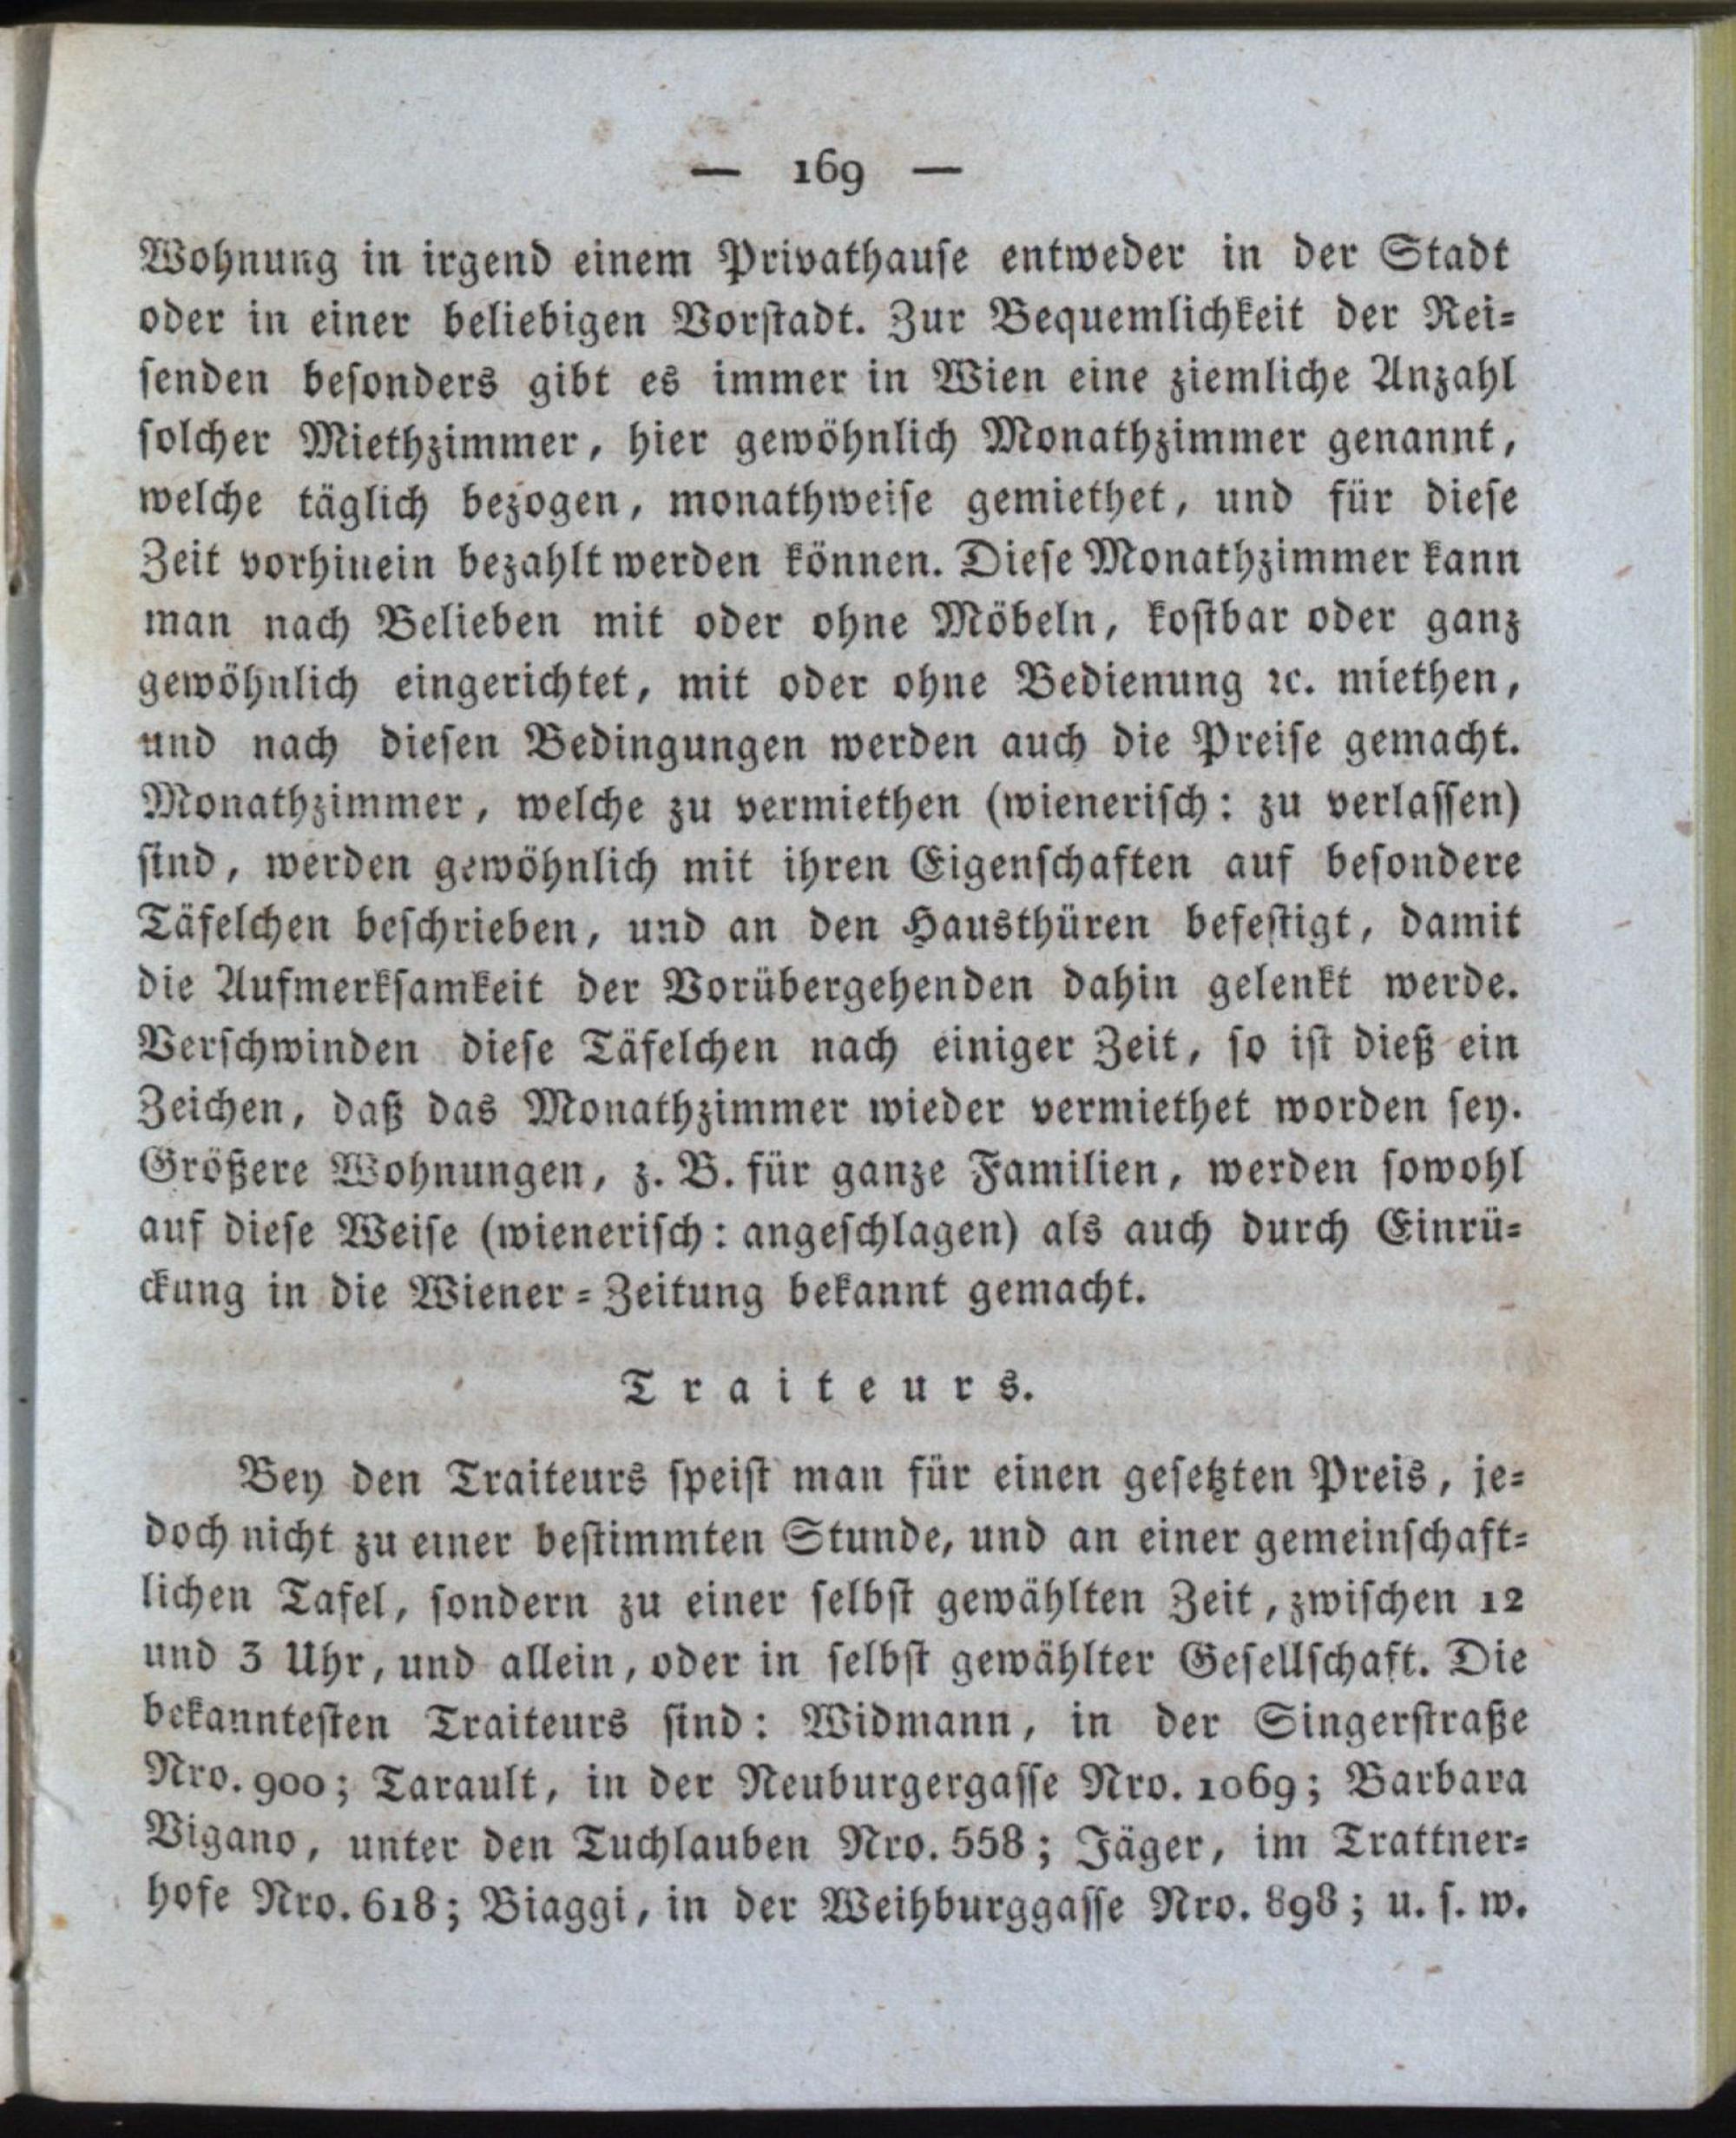 — 169 —
Wohnung in irgend einem Privathause entweder in der Stadt
oder in einer beliebigen Vorstadt. Zur Bequemlichkeit der Rei=
senden besonders gibt es immer in Wien eine ziemliche Anzahl
solcher Miethzimmer, hier gewöhnlich Monathzimmer genannt,
welche täglich bezogen, monathweise gemiethet, und für diese
Zeit vorhinein bezahlt werden können. Diese Monathzimmer kann
man nach Belieben mit oder ohne Möbeln, kostbar oder ganz
gewöhnlich eingerichtet, mit oder ohne Bedienung ꝛc. miethen,
und nach diesen Bedingungen werden auch die Preise gemacht.
Monathzimmer, welche zu vermiethen (wienerisch: zu verlassen)
sind, werden gewöhnlich mit ihren Eigenschaften auf besondere
Täfelchen beschrieben, und an den Hausthüren befestigt, damit
die Aufmerksamkeit der Vorübergehenden dahin gelenkt werde.
Verschwinden diese Täfelchen nach einiger Zeit, so ist dieß ein
Zeichen, daß das Monathzimmer wieder vermiethet worden sey.
Größere Wohnungen, z. B. für ganze Familien, werden sowohl
auf diese Weise (wienerisch: angeschlagen) als auch durch Einrü=
ckung in die Wiener=Zeitung bekannt gemacht.
Traiteurs.
Bey den Traiteurs speist man für einen gesetzten Preis, je=
doch nicht zu einer bestimmten Stunde, und an einer gemeinschaft=
lichen Tafel, sondern zu einer selbst gewählten Zeit, zwischen 12
und 3 Uhr, und allein, oder in selbst gewählter Gesellschaft. Die
bekanntesten Traiteurs sind: Widmann, in der Singerstraße
Nro. 900; Tarault, in der Neuburgergasse Nro. 1069; Barbara
Vigano, unter den Tuchlauben Nro. 558; Jäger, im Trattner=
hofe Nro. 618; Biaggi, in der Weihburggasse Nro. 898; u. s. w.